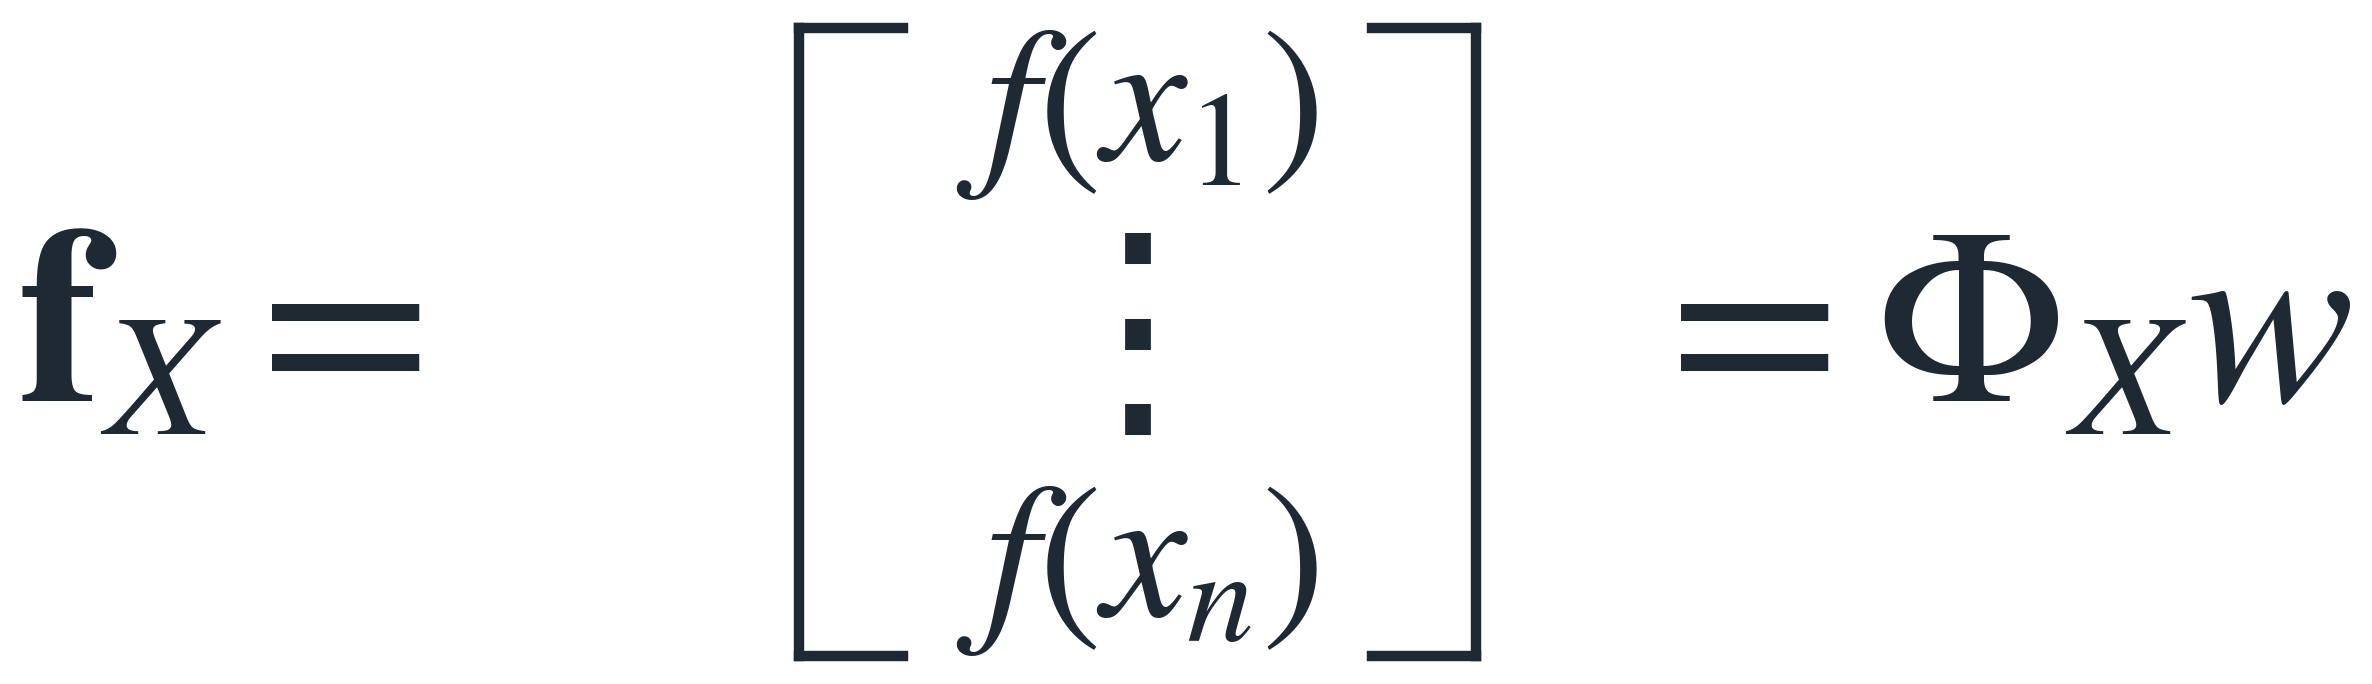 f(x₁)
⋮
𝐟_X = [ ] = Φ_X w
f(xₙ)